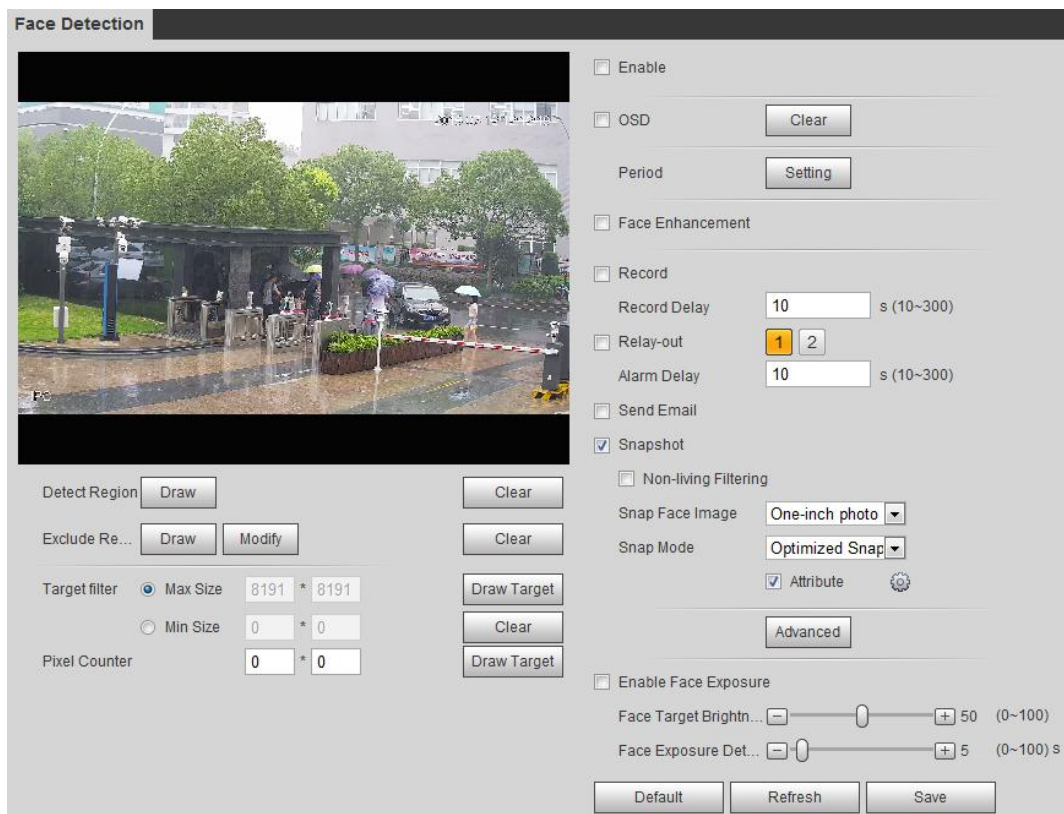 Face Detection
Enable
OSD Clear
Period Setting
Face Enhancement
Record
Record Delay 10 s (10~300)
Relay-out 1 2
Alarm Delay 10 s (10~300)
Send Email
Snapshot
Non-living Filtering
Snap Face Image One-inch photo
Snap Mode Optimized Snap
Attribute
Advanced
Enable Face Exposure
Face Target Brightn... 50 (0~100)
Face Exposure Det... 5 (0~100) s
Default Refresh Save
IPC
Detect Region Draw Clear
Exclude Re... Draw Modify Clear
Target filter Max Size 8191 * 8191 Draw Target
Min Size 0 * 0 Clear
Pixel Counter 0 * 0 Draw Target